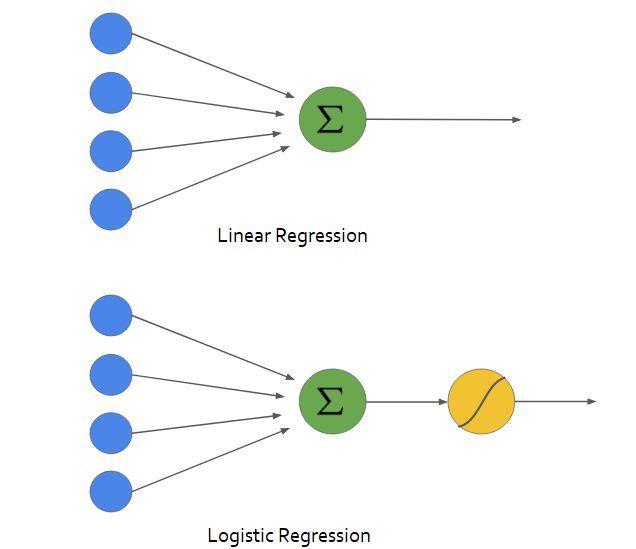 Σ
Linear Regression
Σ
Logistic Regression